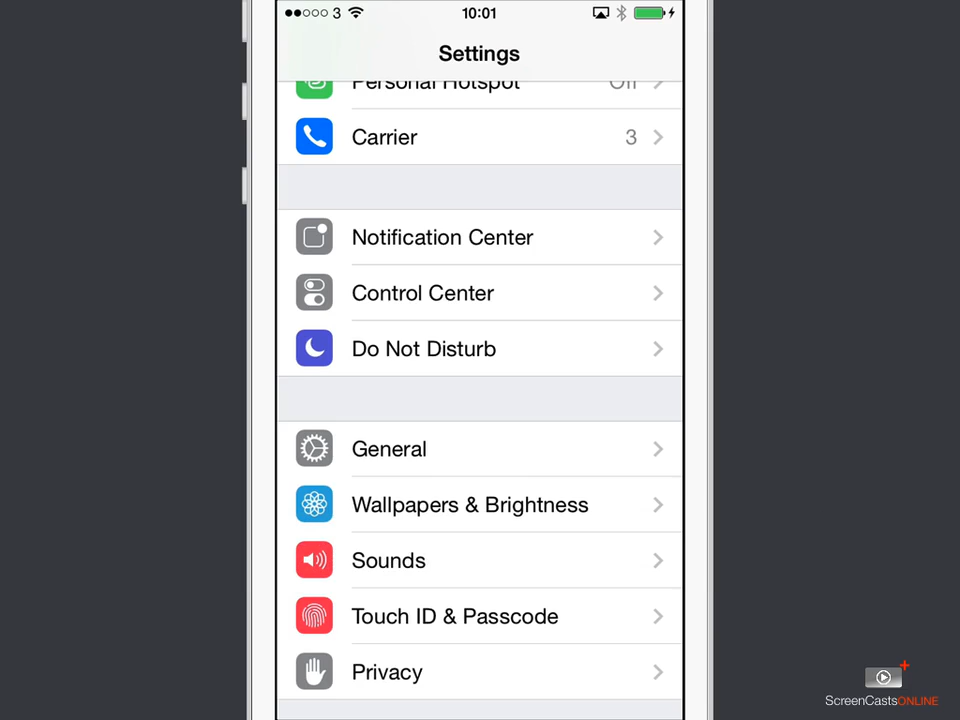 3 10:01
Settings
Personal Hotspot Off
Carrier 3
Notification Center
Control Center
Do Not Disturb
General
Wallpapers & Brightness
Sounds
Touch ID & Passcode
Privacy
ScreenCastsONLINE